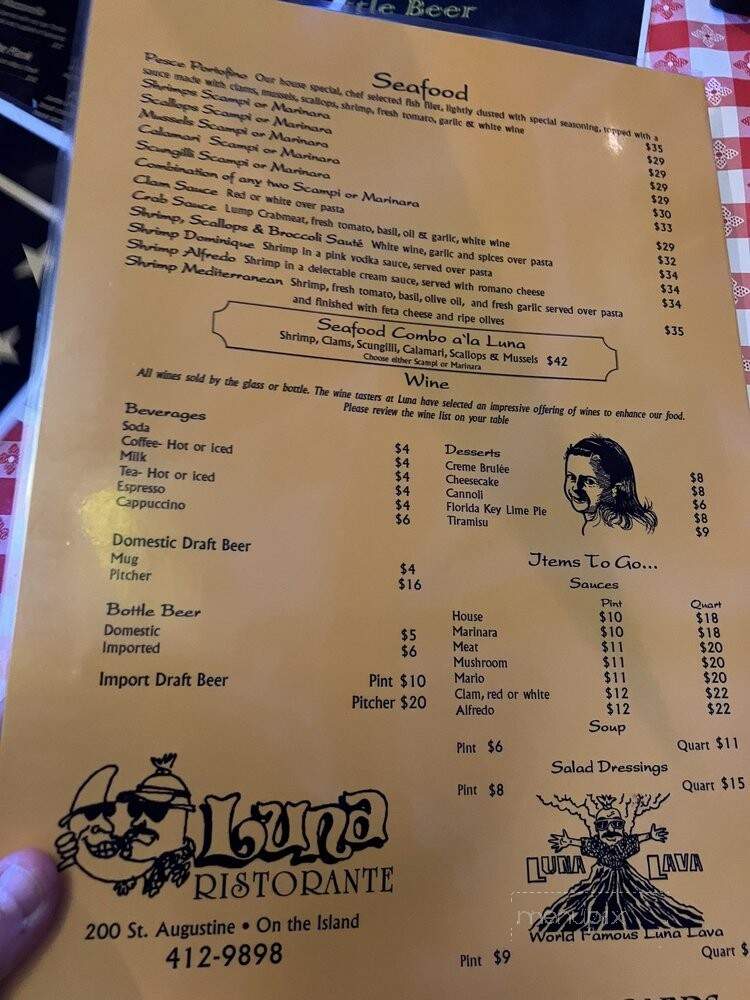 ttle Beer
Seafood
Pesce Portofino Our house special, chef selected fish filet, lightly dusted with special seasoning, topped with a
sauce made with clams, mussels, scallops, shrimp, fresh tomato, garlic & white wine $35
Shrimps Scampi or Marinara $29
Scallops Scampi or Marinara $29
Mussels Scampi or Marinara $29
Calamari Scampi or Marinara $29
Scungilli Scampi or Marinara $30
Combination of any two Scampi or Marinara $33
Clam Sauce Red or white over pasta $29
Crab Sauce Lump Crabmeat, fresh tomato, basil, oil & garlic, white wine $32
Shrimp, Scallops & Broccoli Sauté White wine, garlic and spices over pasta $34
Shrimp Dominique Shrimp in a pink vodka sauce, served over pasta $34
Shrimp Alfredo Shrimp in a delectable cream sauce, served with romano cheese $34
Shrimp Mediterranean Shrimp, fresh tomato, basil, olive oil, and fresh garlic served over pasta
and finished with feta cheese and ripe olives $35
Seafood Combo a'la Luna
Shrimp, Clams, Scungilli, Calamari, Scallops & Mussels $42
Choose either Scampi or Marinara
Wine
All wines sold by the glass or bottle. The wine tasters at Luna have selected an impressive offering of wines to enhance our food.
Please review the wine list on your table
Beverages
Soda $4
Coffee- Hot or iced $4
Milk $4
Tea- Hot or iced $4
Espresso $4
Cappuccino $6
Domestic Draft Beer
Mug $4
Pitcher $16
Bottle Beer
Domestic $5
Imported $6
Import Draft Beer Pint $10
Pitcher $20
Desserts
Creme Brulée $8
Cheesecake $8
Cannoli $6
Florida Key Lime Pie $8
Tiramisu $9
Items To Go...
Sauces
Pint Quart
House $10 $18
Marinara $10 $18
Meat $11 $20
Mushroom $11 $20
Mario $11 $20
Clam, red or white $12 $22
Alfredo $12 $22
Soup
Pint $6 Quart $11
Salad Dressings
Pint $8 Quart $15
LUNA LAVA
menupix
World Famous Luna Lava
Pint $9 Quart $
Luna
RISTORANTE
200 St. Augustine • On the Island
412-9898